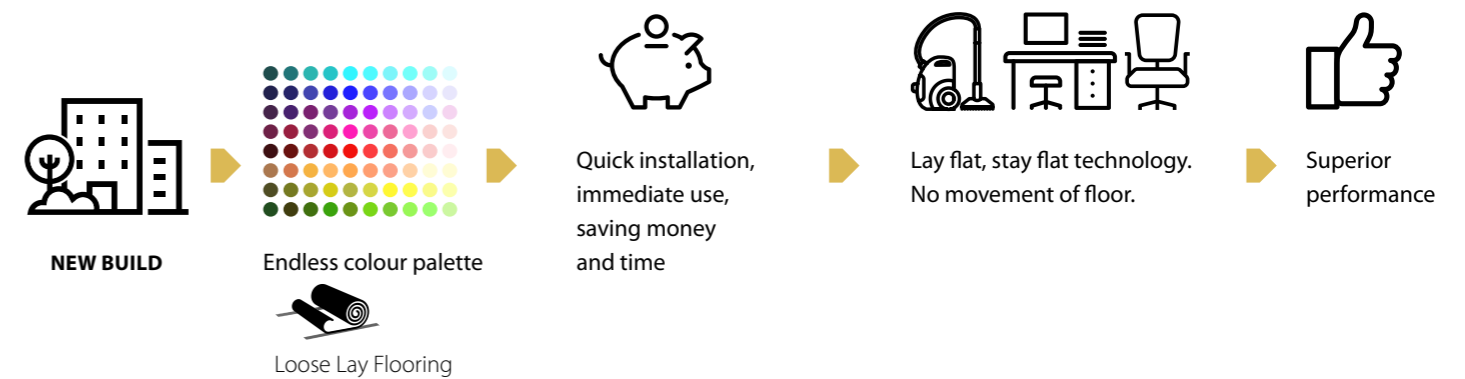 NEW BUILD
Endless colour palette
Loose Lay Flooring
Quick installation,
immediate use,
saving money
and time
Lay flat, stay flat technology.
No movement of floor.
Superior
performance